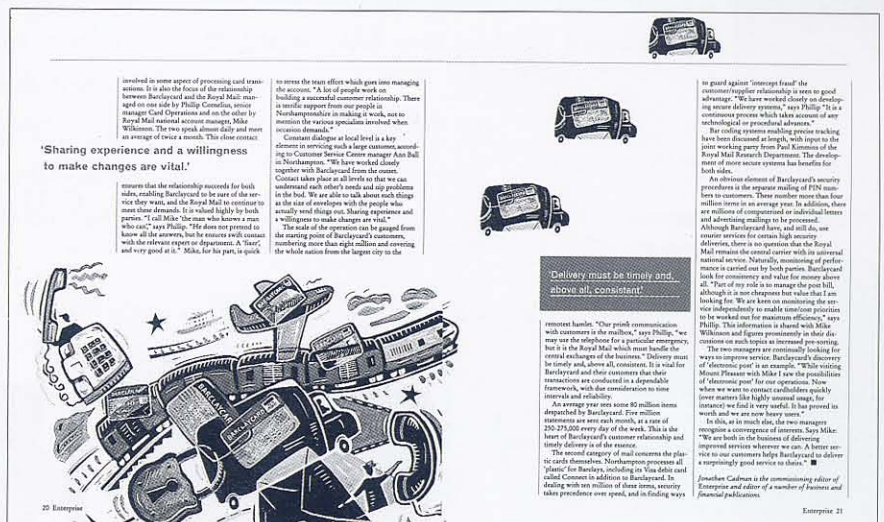 involved in some aspect of processing card trans-
actions. It is also the focus of the relationship
between Barclaycard and the Royal Mail: man-
aged on one side by Phillip Cornelius, senior
manager Card Operations and on the other by
Royal Mail national account manager, Mike
Wilkinson. The two speak almost daily and meet
an average of twice a month. This close contact
'Sharing experience and a willingness
to make changes are vital.'
ensures that the relationship succeeds for both
sides, enabling Barclaycard to be sure of the ser-
vice they want, and the Royal Mail to continue to
meet these demands. It is valued highly by both
parties. "I call Mike 'the man who knows a man
who can'," says Phillip. "He does not pretend to
know all the answers, but he ensures swift contact
with the relevant expert or department. A 'fixer',
and very good at it." Mike, for his part, is quick
to stress the team effort which goes into managing
the account. "A lot of people work on
building a successful customer relationship. There
is terrific support from our people in
Northamptonshire in making it work, not to
mention the various specialists involved when
occasion demands."
Constant dialogue at local level is a key
element in servicing such a large customer, accord-
ing to Customer Service Centre manager Ann Ball
in Northampton. "We have worked closely
together with Barclaycard from the outset.
Contact takes place at all levels so that we can
understand each other's needs and nip problems
in the bud. We are able to talk about such things
as the size of envelopes with the people who
actually send things out. Sharing experience and
a willingness to make changes are vital."
The scale of the operation can be gauged from
the starting point of Barclaycard's customers,
numbering more than eight million and covering
the whole nation from the largest city to the
BARCLAYCARD
BARCLAYCARD
20 Enterprise
'Delivery must be timely and,
above all, consistent.'
remotest hamlet. "Our prime communication
with customers is the mailbox," says Phillip, "we
may use the telephone for a particular emergency,
but it is the Royal Mail which must handle the
central exchanges of the business." Delivery must
be timely and, above all, consistent. It is vital for
Barclaycard and their customers that their
transactions are conducted in a dependable
framework, with due consideration to time
intervals and reliability.
An average year sees some 80 million items
despatched by Barclaycard. Five million
statements are sent each month, at a rate of
250-275,000 every day of the week. This is the
heart of Barclaycard's customer relationship and
timely delivery is of the essence.
The second category of mail concerns the plas-
tic cards themselves. Northampton processes all
'plastic' for Barclays, including its Visa debit card
called Connect in addition to Barclaycard. In
dealing with ten million of these items, security
takes precedence over speed, and in finding ways
to guard against 'intercept fraud' the
customer/supplier relationship is seen to good
advantage. "We have worked closely on develop-
ing secure delivery systems," says Phillip "It is a
continuous process which takes account of any
technological or procedural advances."
Bar coding systems enabling precise tracking
have been discussed at length, with input to the
joint working party from Paul Kimmins of the
Royal Mail Research Department. The develop-
ment of more secure systems has benefits for
both sides.
An obvious element of Barclaycard's security
procedures is the separate mailing of PIN num-
bers to customers. These number more than four
million items in an average year. In addition, there
are millions of computerised or individual letters
and advertising mailings to be processed.
Although Barclaycard have, and still do, use
courier services for certain high security
deliveries, there is no question that the Royal
Mail remains the central carrier with its universal
national service. Naturally, monitoring of perfor-
mance is carried out by both parties. Barclaycard
look for consistency and value for money above
all. "Part of my role is to manage the post bill,
although it is not cheapness but value that I am
looking for. We are keen on monitoring the ser-
vice independently to enable time/cost priorities
to be worked out for maximum efficiency," says
Phillip. This information is shared with Mike
Wilkinson and figures prominently in their dis-
cussions on such topics as increased pre-sorting.
The two managers are continually looking for
ways to improve service. Barclaycard's discovery
of 'electronic post' is an example. "While visiting
Mount Pleasant with Mike I saw the possibilities
of 'electronic post' for our operations. Now
when we want to contact cardholders quickly
(over matters like highly unusual usage, for
instance) we find it very useful. It has proved its
worth and we are now heavy users."
In this, as in much else, the two managers
recognise a convergence of interests. Says Mike:
"We are both in the business of delivering
improved services wherever we can. A better ser-
vice to our customers helps Barclaycard to deliver
a surprisingly good service to theirs." ■
Jonathan Cadman is the commissioning editor of
Enterprise and editor of a number of business and
financial publications
Enterprise 21